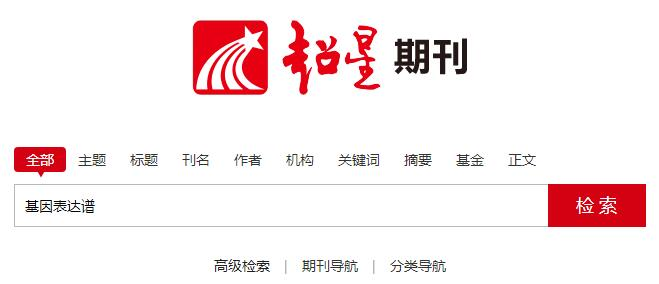 超星 期刊
全部 主题 标题 刊名 作者 机构 关键词 摘要 基金 正文
基因表达谱 检索
高级检索 | 期刊导航 | 分类导航